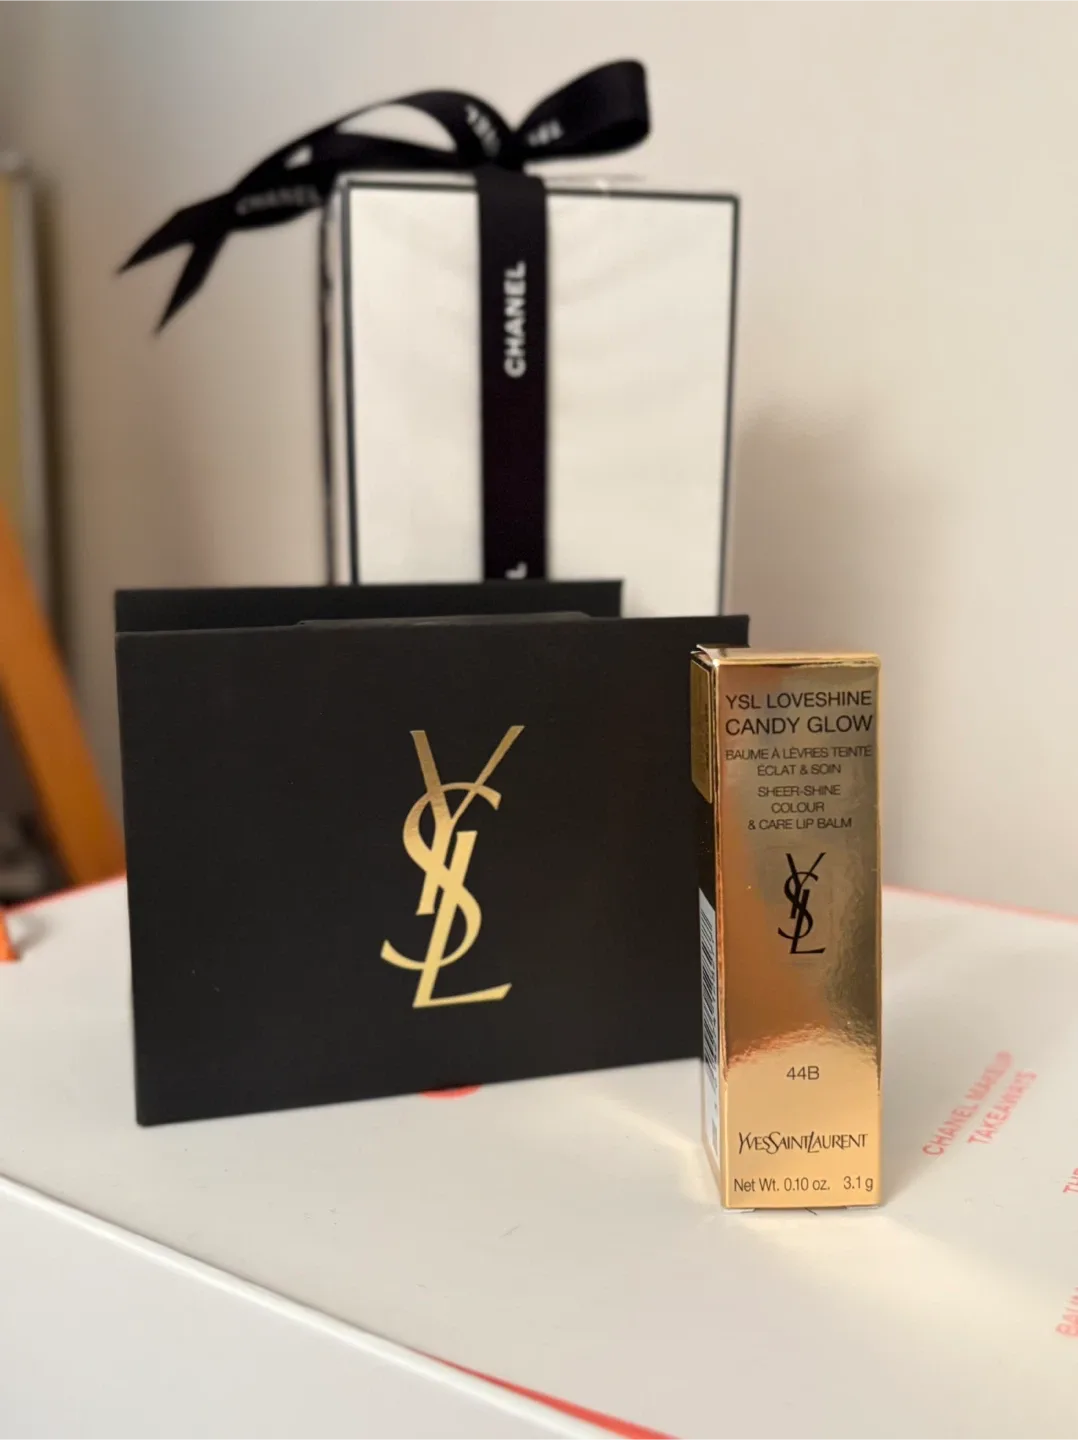 CHANEL
CHANEL
YSL
YSL LOVESHINE
CANDY GLOW
BAUME À LÈVRES TEINTÉ
ÉCLAT & SOIN
SHEER-SHINE
COLOUR
& CARE LIP BALM
YSL
44B
YVESSAINTLAURENT
Net Wt. 0.10 oz. 3.1 g
CHANEL MAKEUP
TAKEAWAYS